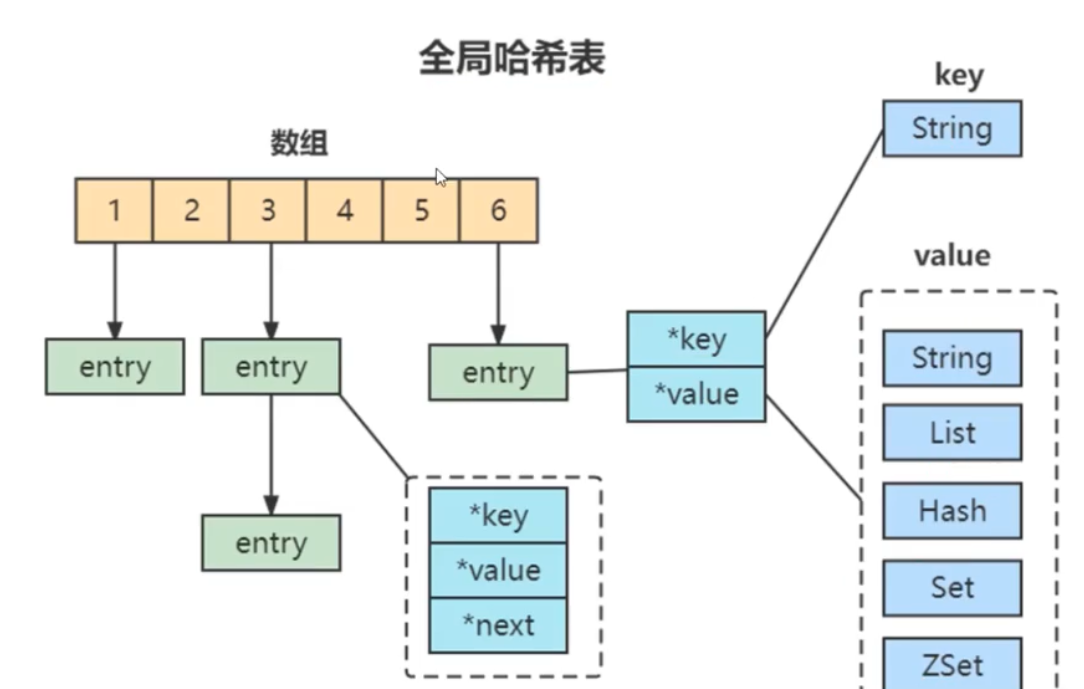 全局哈希表
key
String
数组
1 2 3 4 5 6
value
entry
entry
entry
*key
*value
String
List
Hash
Set
ZSet
entry
*key
*value
*next